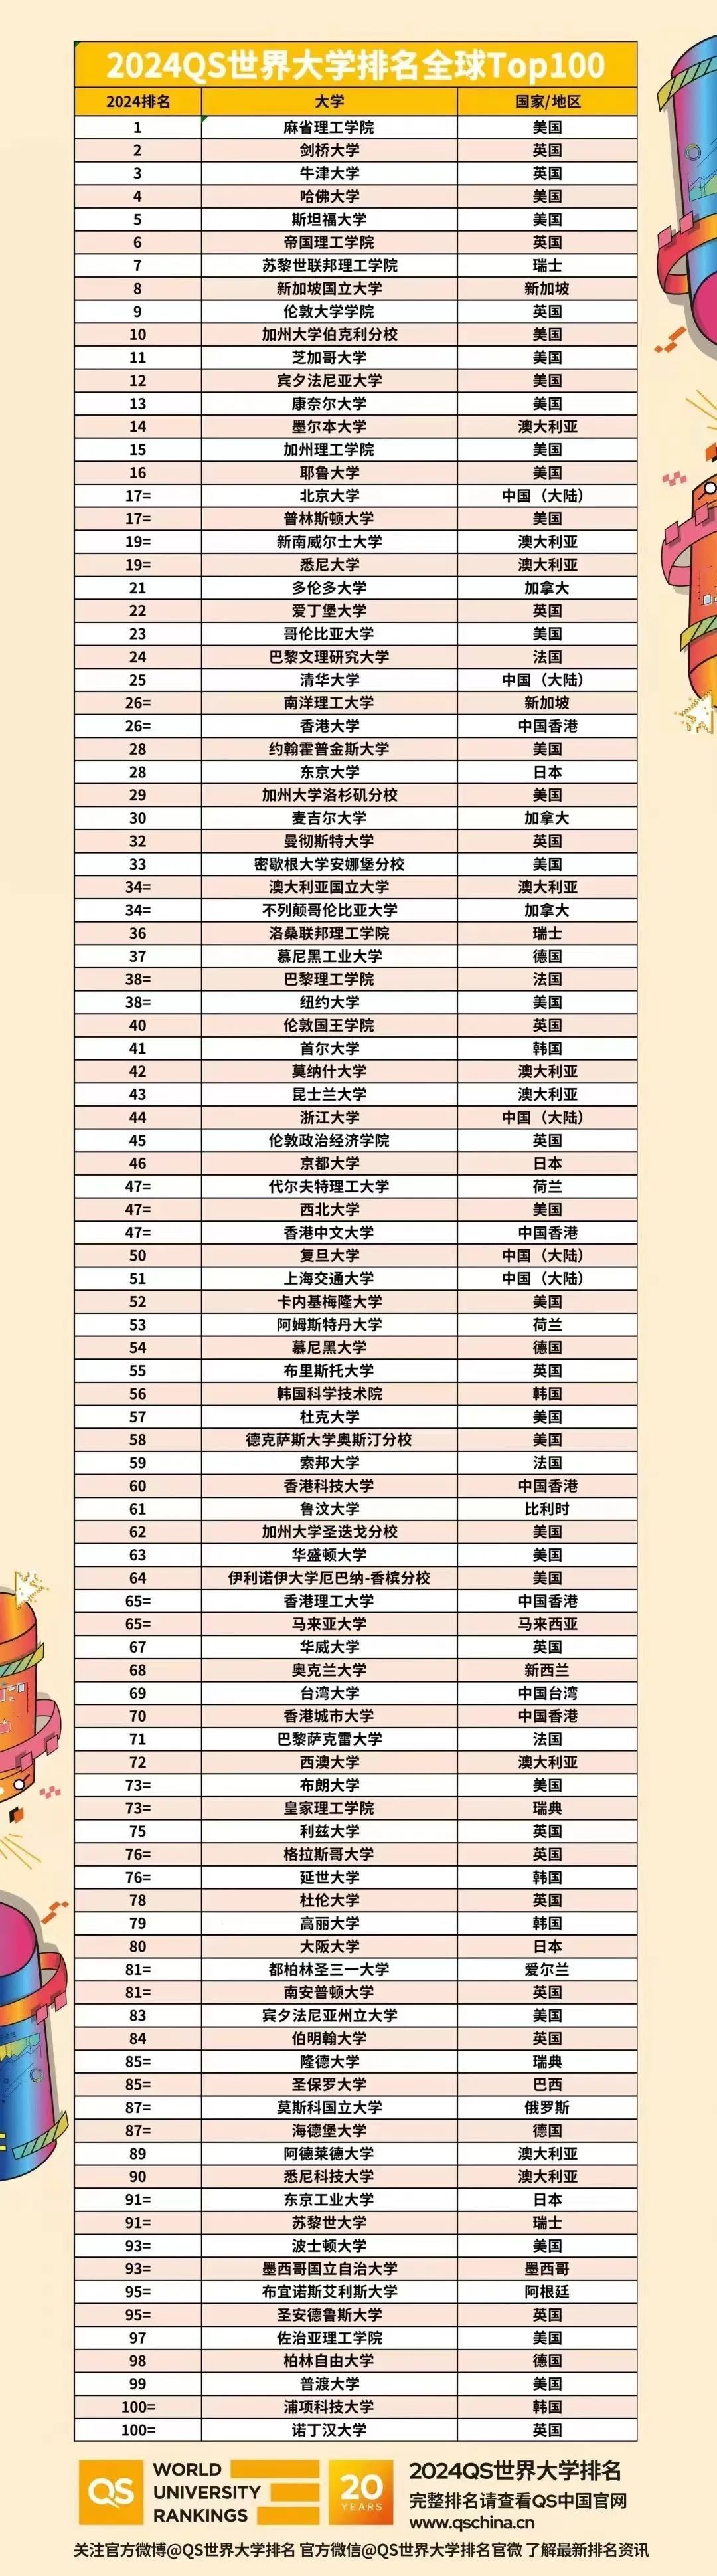 2024QS世界大学排名全球Top100
2024排名 大学 国家/地区
1 麻省理工学院 美国
2 剑桥大学 英国
3 牛津大学 英国
4 哈佛大学 美国
5 斯坦福大学 美国
6 帝国理工学院 英国
7 苏黎世联邦理工学院 瑞士
8 新加坡国立大学 新加坡
9 伦敦大学学院 英国
10 加州大学伯克利分校 美国
11 芝加哥大学 美国
12 宾夕法尼亚大学 美国
13 康奈尔大学 美国
14 墨尔本大学 澳大利亚
15 加州理工学院 美国
16 耶鲁大学 美国
17= 北京大学 中国（大陆）
17= 普林斯顿大学 美国
19= 新南威尔士大学 澳大利亚
19= 悉尼大学 澳大利亚
21 多伦多大学 加拿大
22 爱丁堡大学 英国
23 哥伦比亚大学 美国
24 巴黎文理研究大学 法国
25 清华大学 中国（大陆）
26= 南洋理工大学 新加坡
26= 香港大学 中国香港
28 约翰霍普金斯大学 美国
28 东京大学 日本
29 加州大学洛杉矶分校 美国
30 麦吉尔大学 加拿大
32 曼彻斯特大学 英国
33 密歇根大学安娜堡分校 美国
34= 澳大利亚国立大学 澳大利亚
34= 不列颠哥伦比亚大学 加拿大
36 洛桑联邦理工学院 瑞士
37 慕尼黑工业大学 德国
38= 巴黎理工学院 法国
38= 纽约大学 美国
40 伦敦国王学院 英国
41 首尔大学 韩国
42 莫纳什大学 澳大利亚
43 昆士兰大学 澳大利亚
44 浙江大学 中国（大陆）
45 伦敦政治经济学院 英国
46 京都大学 日本
47= 代尔夫特理工大学 荷兰
47= 西北大学 美国
47= 香港中文大学 中国香港
50 复旦大学 中国（大陆）
51 上海交通大学 中国（大陆）
52 卡内基梅隆大学 美国
53 阿姆斯特丹大学 荷兰
54 慕尼黑大学 德国
55 布里斯托大学 英国
56 韩国科学技术院 韩国
57 杜克大学 美国
58 德克萨斯大学奥斯汀分校 美国
59 索邦大学 法国
60 香港科技大学 中国香港
61 鲁汶大学 比利时
62 加州大学圣迭戈分校 美国
63 华盛顿大学 美国
64 伊利诺伊大学厄巴纳-香槟分校 美国
65= 香港理工大学 中国香港
65= 马来亚大学 马来西亚
67 华威大学 英国
68 奥克兰大学 新西兰
69 台湾大学 中国台湾
70 香港城市大学 中国香港
71 巴黎萨克雷大学 法国
72 西澳大学 澳大利亚
73= 布朗大学 美国
73= 皇家理工学院 瑞典
75 利兹大学 英国
76= 格拉斯哥大学 英国
76= 延世大学 韩国
78 杜伦大学 英国
79 高丽大学 韩国
80 大阪大学 日本
81= 都柏林圣三一大学 爱尔兰
81= 南安普顿大学 英国
83 宾夕法尼亚州立大学 美国
84 伯明翰大学 英国
85= 隆德大学 瑞典
85= 圣保罗大学 巴西
87= 莫斯科国立大学 俄罗斯
87= 海德堡大学 德国
89 阿德莱德大学 澳大利亚
90 悉尼科技大学 澳大利亚
91= 东京工业大学 日本
91= 苏黎世大学 瑞士
93= 波士顿大学 美国
93= 墨西哥国立自治大学 墨西哥
95= 布宜诺斯艾利斯大学 阿根廷
95= 圣安德鲁斯大学 英国
97 佐治亚理工学院 美国
98 柏林自由大学 德国
99 普渡大学 美国
100= 浦项科技大学 韩国
100= 诺丁汉大学 英国
QS
WORLD
UNIVERSITY
RANKINGS
20
YEARS
2024QS世界大学排名
完整排名请查看QS中国官网
www.qschina.cn
关注官方微博@QS世界大学排名 官方微信@QS世界大学排名官微 了解最新排名资讯